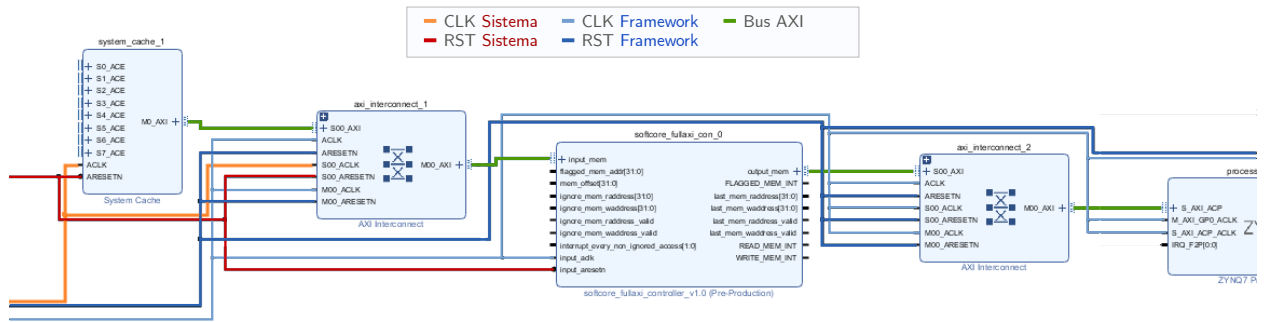 CLK Sistema
CLK Framework
Bus AXI
RST Sistema
RST Framework
system_cache_1
S0_ACE
S1_ACE
S2_ACE
S3_ACE
S4_ACE
S5_ACE
S6_ACE
S7_ACE
ACLK
ARESETN
M0_AXI
System Cache
axi_interconnect_1
S00_AXI
ACLK
ARESETN
S00_ACLK
S00_ARESETN
M00_ACLK
M00_ARESETN
M00_AXI
AXI Interconnect
softcore_fullaxi_con_0
input_mem
flagged_mem_addr[31:0]
mem_offset[31:0]
ignore_mem_raddress[31:0]
ignore_mem_waddress[31:0]
ignore_mem_raddress_valid
ignore_mem_waddress_valid
interrupt_every_non_ignored_access[1:0]
input_aclk
input_aresetn
output_mem
FLAGGED_MEM_INT
last_mem_raddress[31:0]
last_mem_waddress[31:0]
last_mem_raddress_valid
last_mem_waddress_valid
READ_MEM_INT
WRITE_MEM_INT
softcore_fullaxi_controller_v1.0 (Pre-Production)
axi_interconnect_2
S00_AXI
ACLK
ARESETN
S00_ACLK
S00_ARESETN
M00_ACLK
M00_ARESETN
M00_AXI
AXI Interconnect
process
S_AXI_ACP
M_AXI_GP0_ACLK
S_AXI_ACP_ACLK
IRQ_F2P[0:0]
ZY
ZYNQ7 P